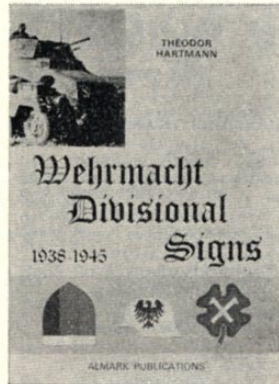 THEODOR
HARTMANN
Wehrmacht
Divisional
1938-1945
Signs
ALMARK PUBLICATIONS